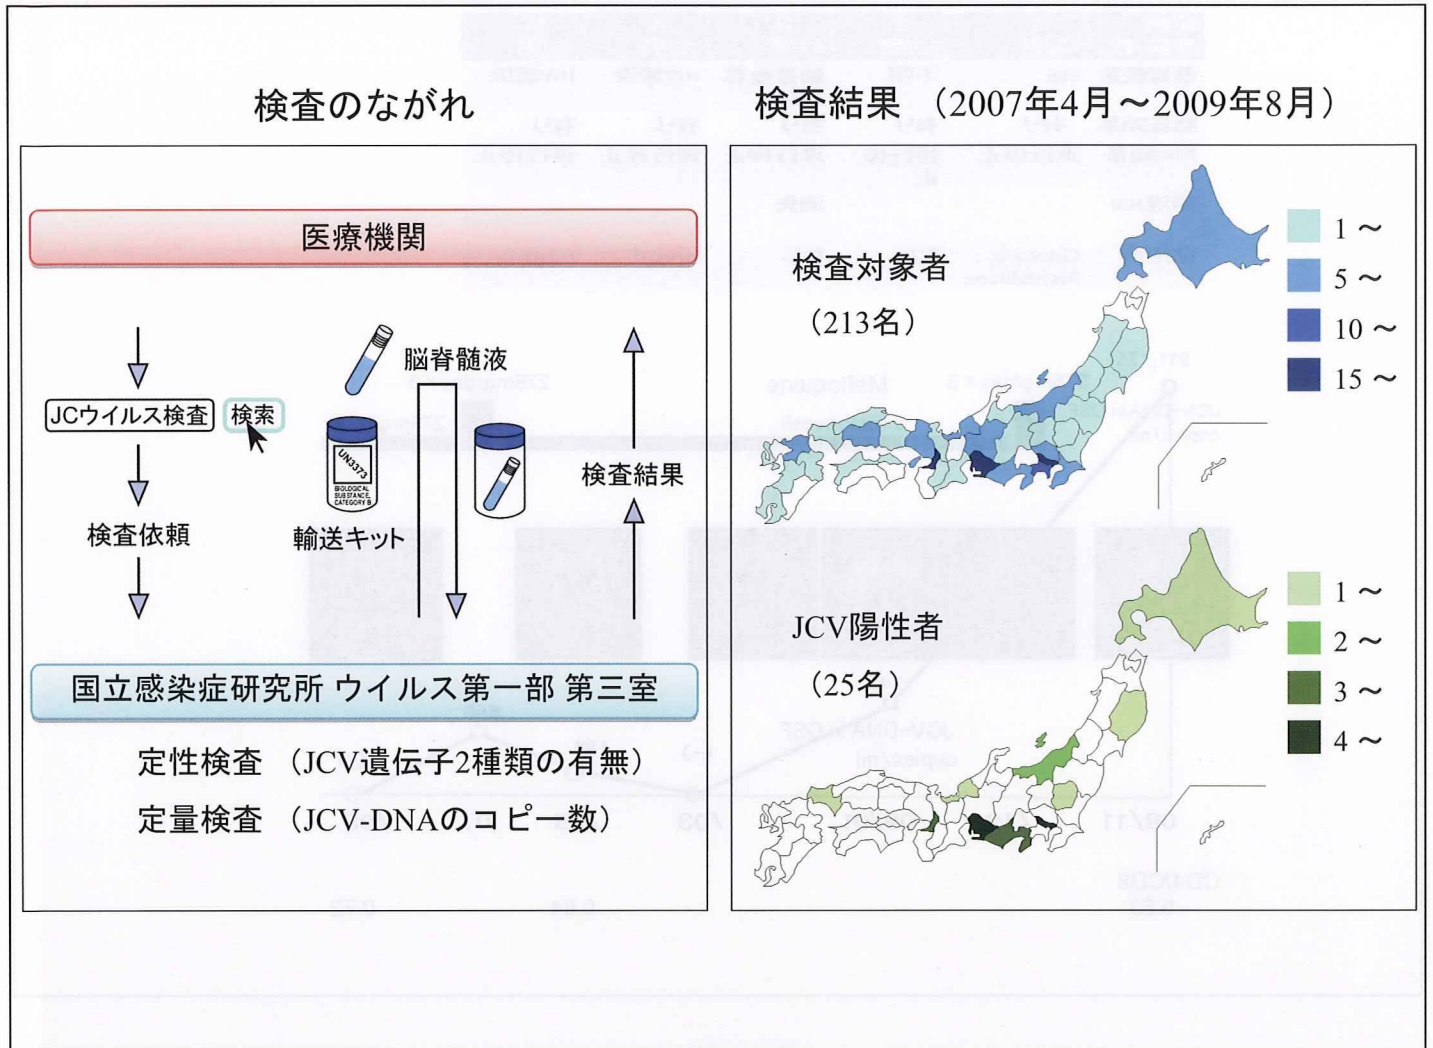 検査のながれ
医療機関
JCウイルス検査 検索
検査依頼
脳脊髄液
UN3373
BIOLOGICAL
SUBSTANCE,
CATEGORY B
輸送キット
検査結果
国立感染症研究所 ウイルス第一部 第三室
定性検査 （JCV遺伝子2種類の有無）
定量検査 （JCV-DNAのコピー数）
検査結果 （2007年4月～2009年8月）
検査対象者
（213名）
1～
5～
10～
15～
JCV陽性者
（25名）
1～
2～
3～
4～